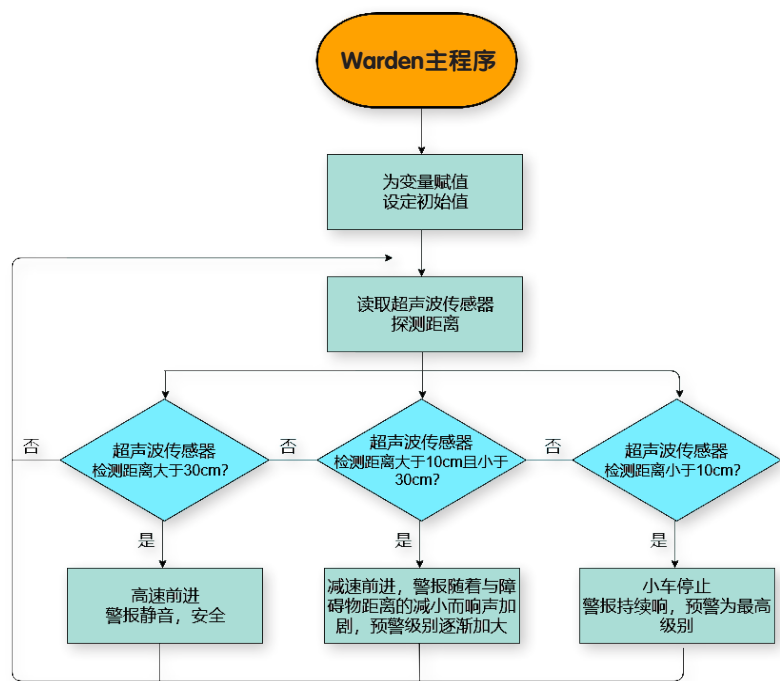 Warden主程序
为变量赋值
设定初始值
读取超声波传感器
探测距离
否
超声波传感器
检测距离大于30cm?
否
超声波传感器
检测距离大于10cm且小于
30cm?
否
超声波传感器
检测距离小于10cm?
是
是
是
高速前进
警报静音，安全
减速前进，警报随着与障
碍物距离的减小而响声加
剧，预警级别逐渐加大
小车停止
警报持续响，预警为最高
级别